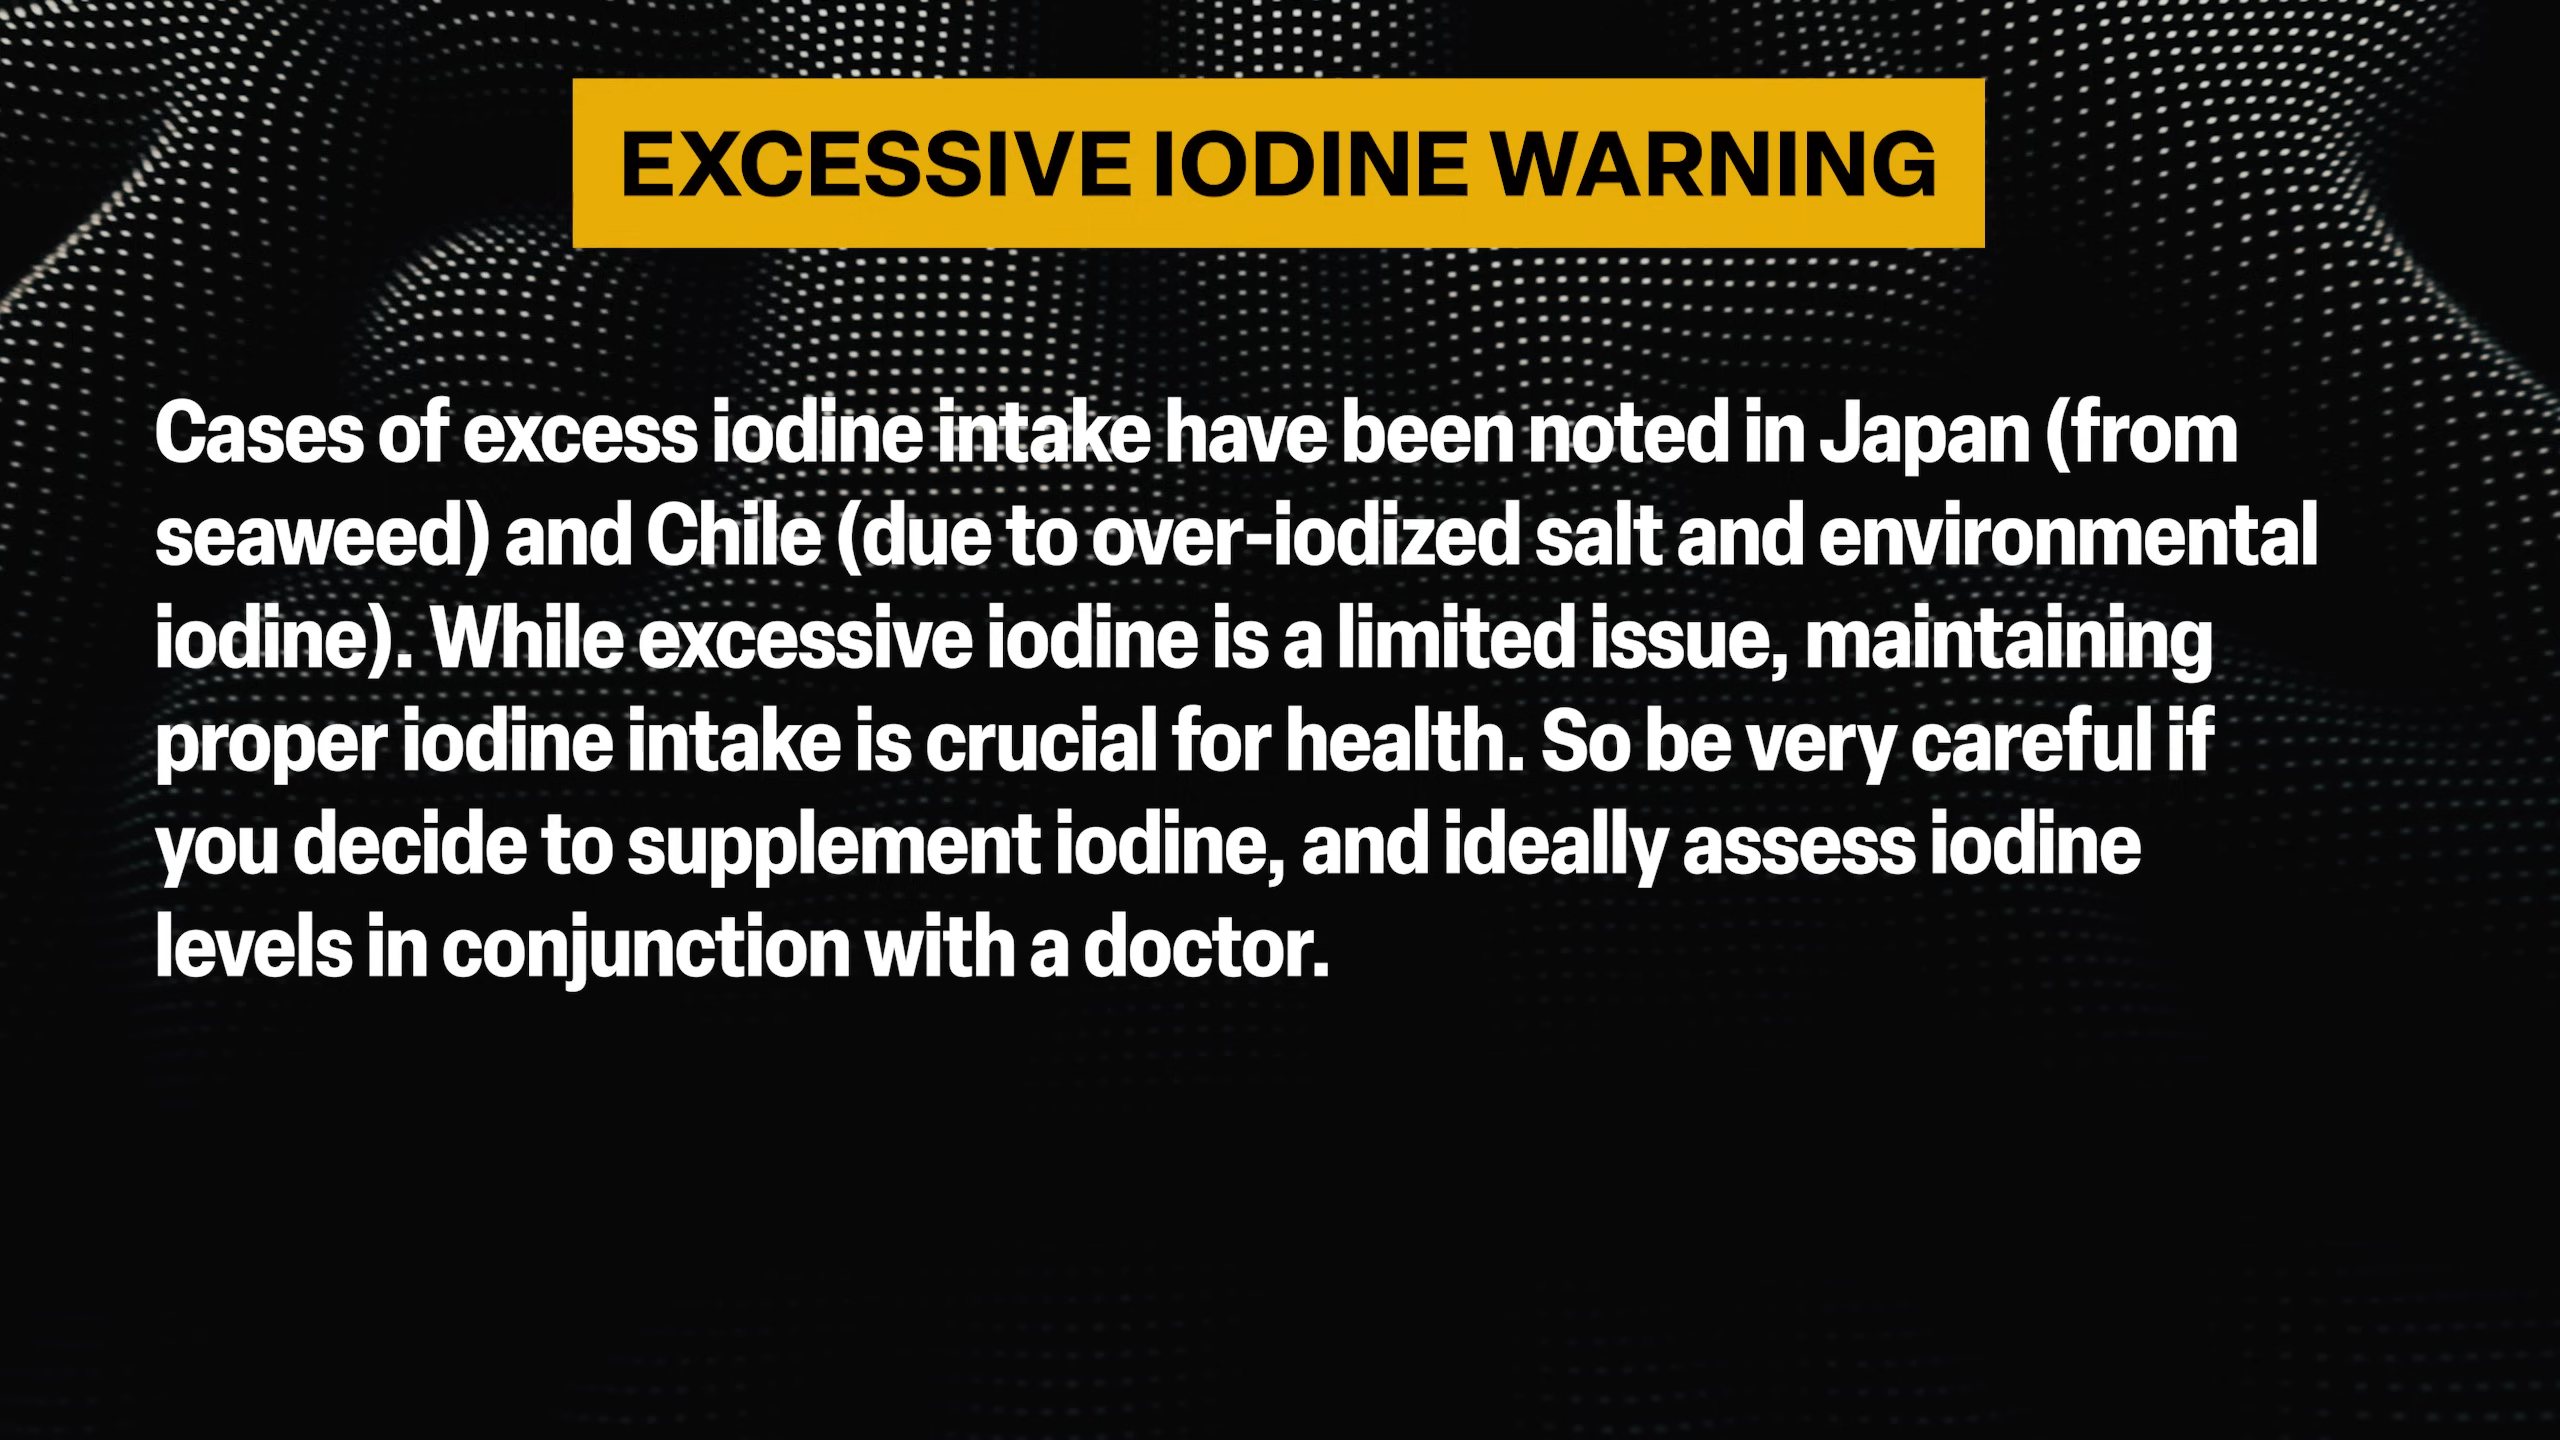 EXCESSIVE IODINE WARNING
Cases of excess iodine intake have been noted in Japan (from
seaweed) and Chile (due to over-iodized salt and environmental
iodine). While excessive iodine is a limited issue, maintaining
proper iodine intake is crucial for health. So be very careful if
you decide to supplement iodine, and ideally assess iodine
levels in conjunction with a doctor.